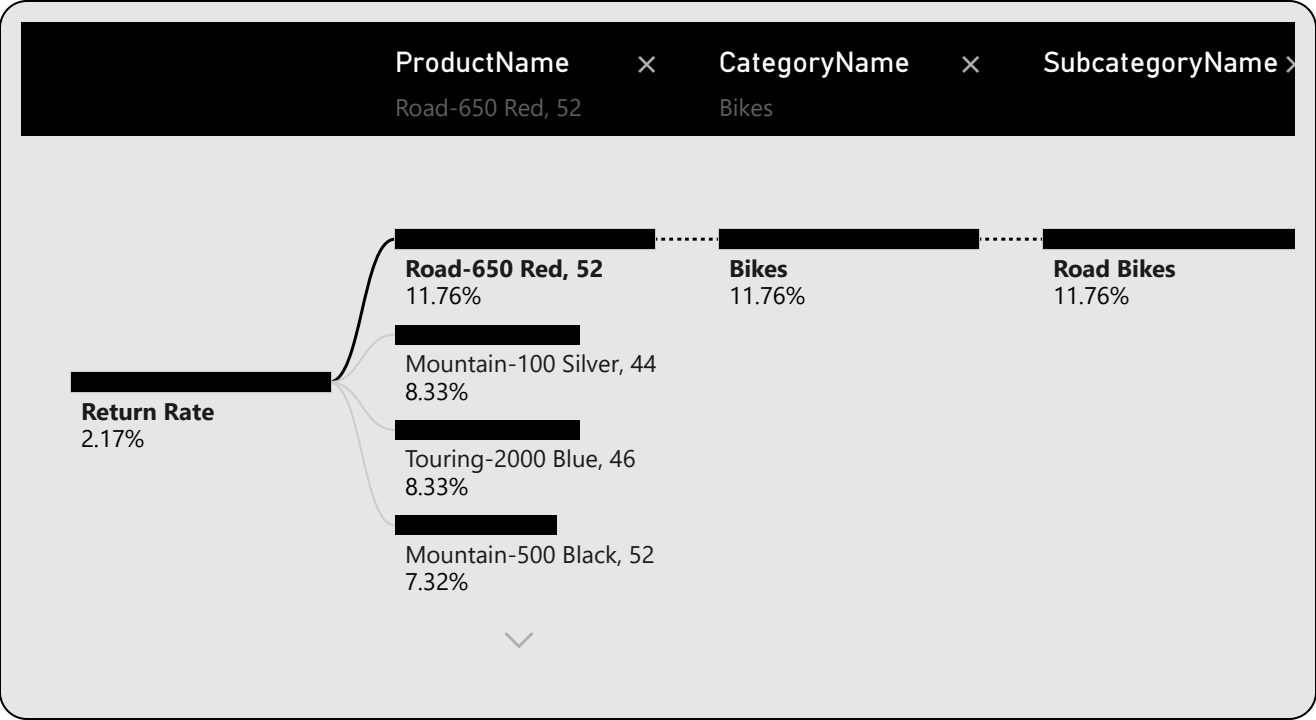 ProductName
CategoryName
SubcategoryName
Road-650 Red, 52
Bikes
Road-650 Red, 52
11.76%
Bikes
11.76%
Road Bikes
11.76%
Mountain-100 Silver, 44
8.33%
Return Rate
2.17%
Touring-2000 Blue, 46
8.33%
Mountain-500 Black, 52
7.32%